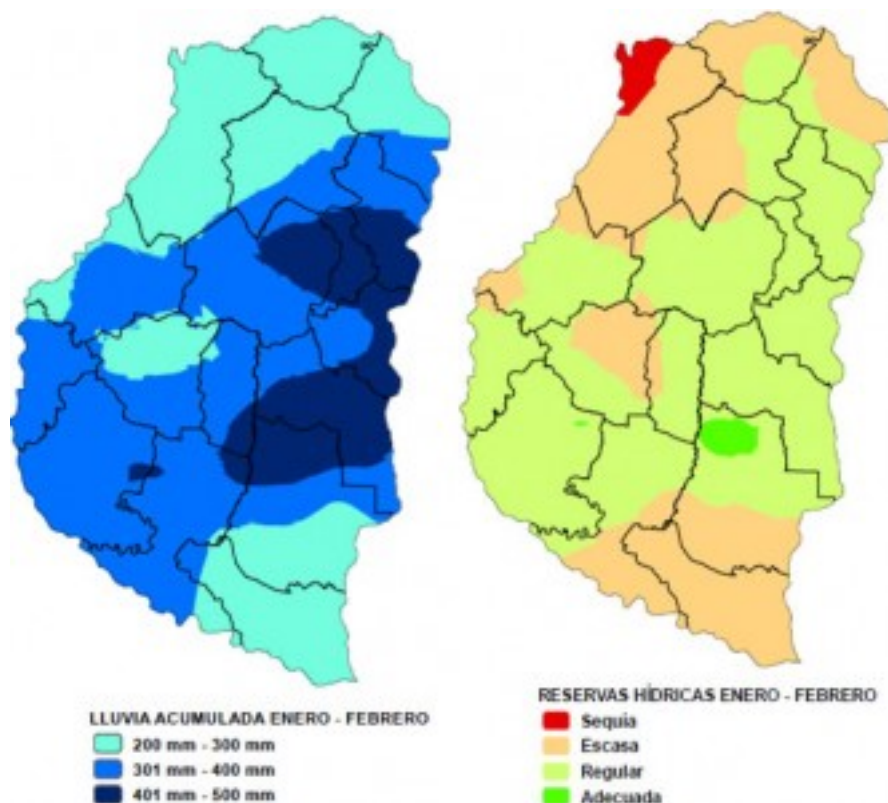 LLUVIA ACUMULADA ENERO - FEBRERO
200 mm - 300 mm
301 mm - 400 mm
401 mm - 500 mm
RESERVAS HÍDRICAS ENERO - FEBRERO
Sequía
Escasa
Regular
Adecuada